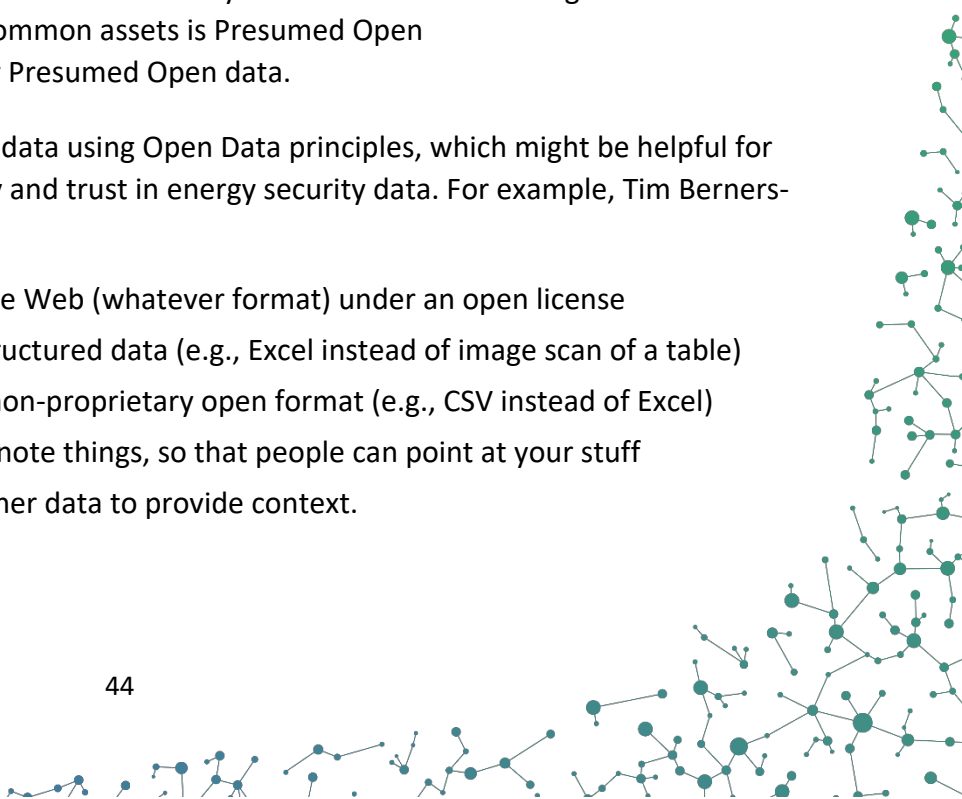 ommon assets is Presumed Open
Presumed Open data.
data using Open Data principles, which might be helpful for
and trust in energy security data. For example, Tim Berners-
e Web (whatever format) under an open license
ructured data (e.g., Excel instead of image scan of a table)
non-proprietary open format (e.g., CSV instead of Excel)
note things, so that people can point at your stuff
her data to provide context.
44